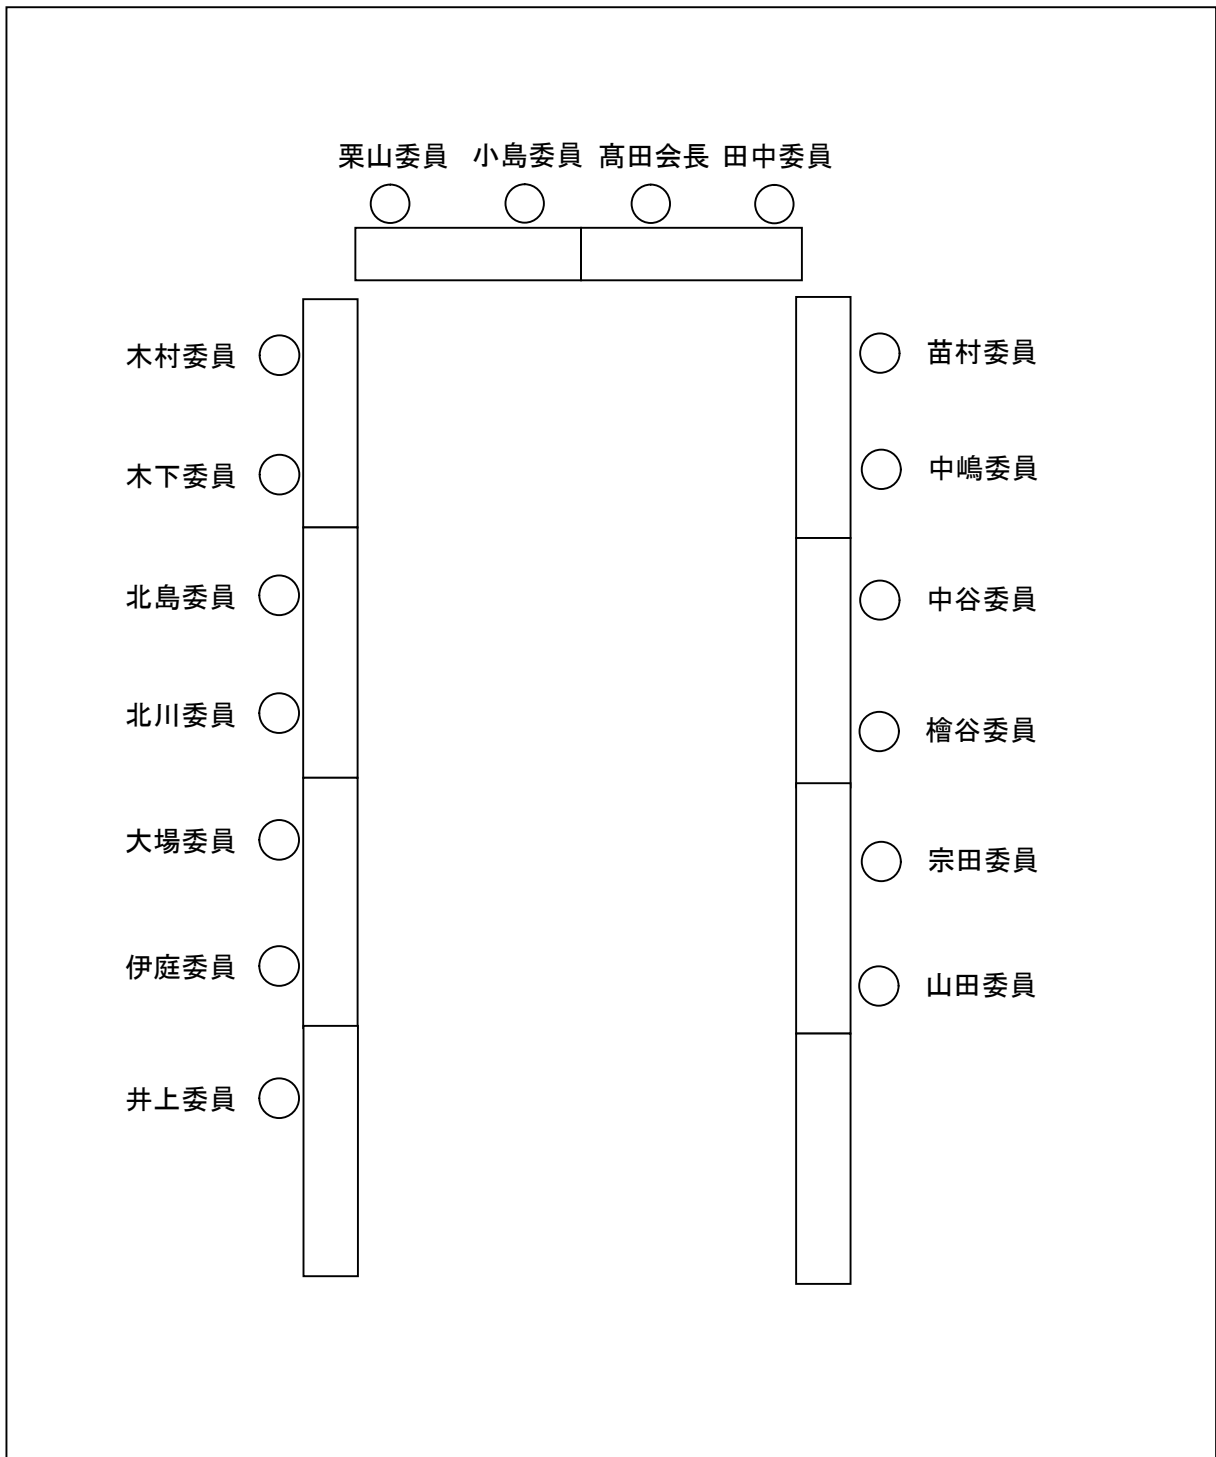 栗山委員 小島委員 髙田会長 田中委員
木村委員
木下委員
北島委員
北川委員
大場委員
伊庭委員
井上委員
苗村委員
中嶋委員
中谷委員
檜谷委員
宗田委員
山田委員